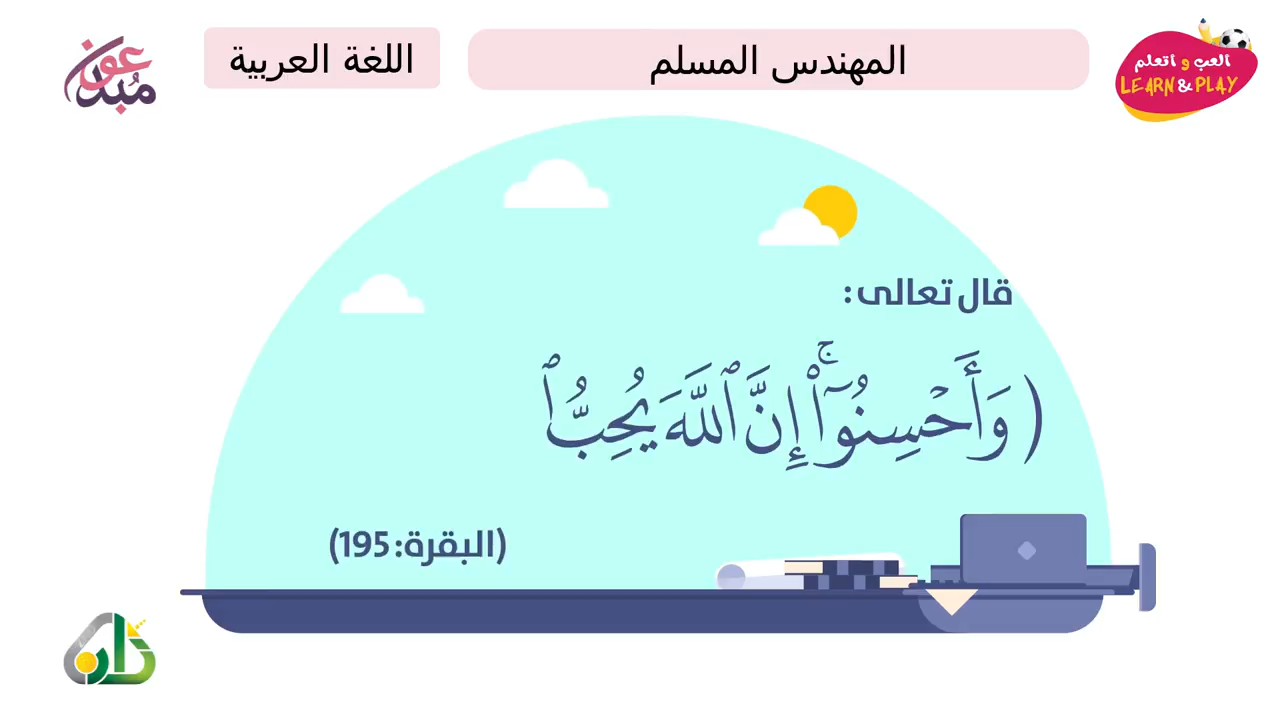 المهندس المسلم
اللغة العربية
العب و اتعلم
LEARN & PLAY
مبدعون
قال تعالى :
( وَأَحْسِنُوٓا۟ ۚ إِنَّ ٱللَّهَ يُحِبُّ ٱ
(البقرة: 195)